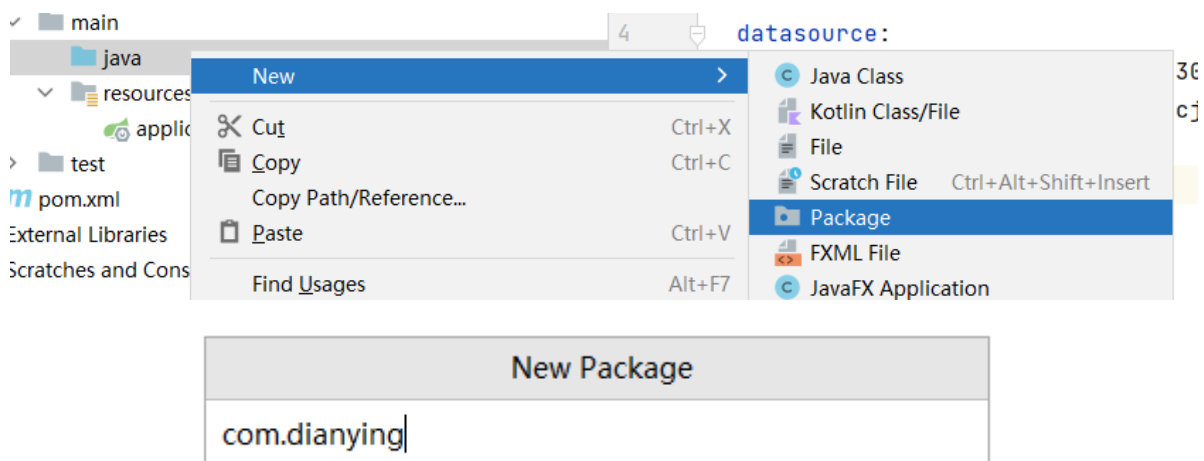 main
4
datasource:
java
New
Java Class
30
resources
Kotlin Class/File
applic
Cut Ctrl+X
File
test
Copy Ctrl+C
Scratch File Ctrl+Alt+Shift+Insert
pom.xml
Copy Path/Reference...
Package
External Libraries
Paste Ctrl+V
FXML File
Scratches and Cons
Find Usages Alt+F7
JavaFX Application
New Package
com.dianying